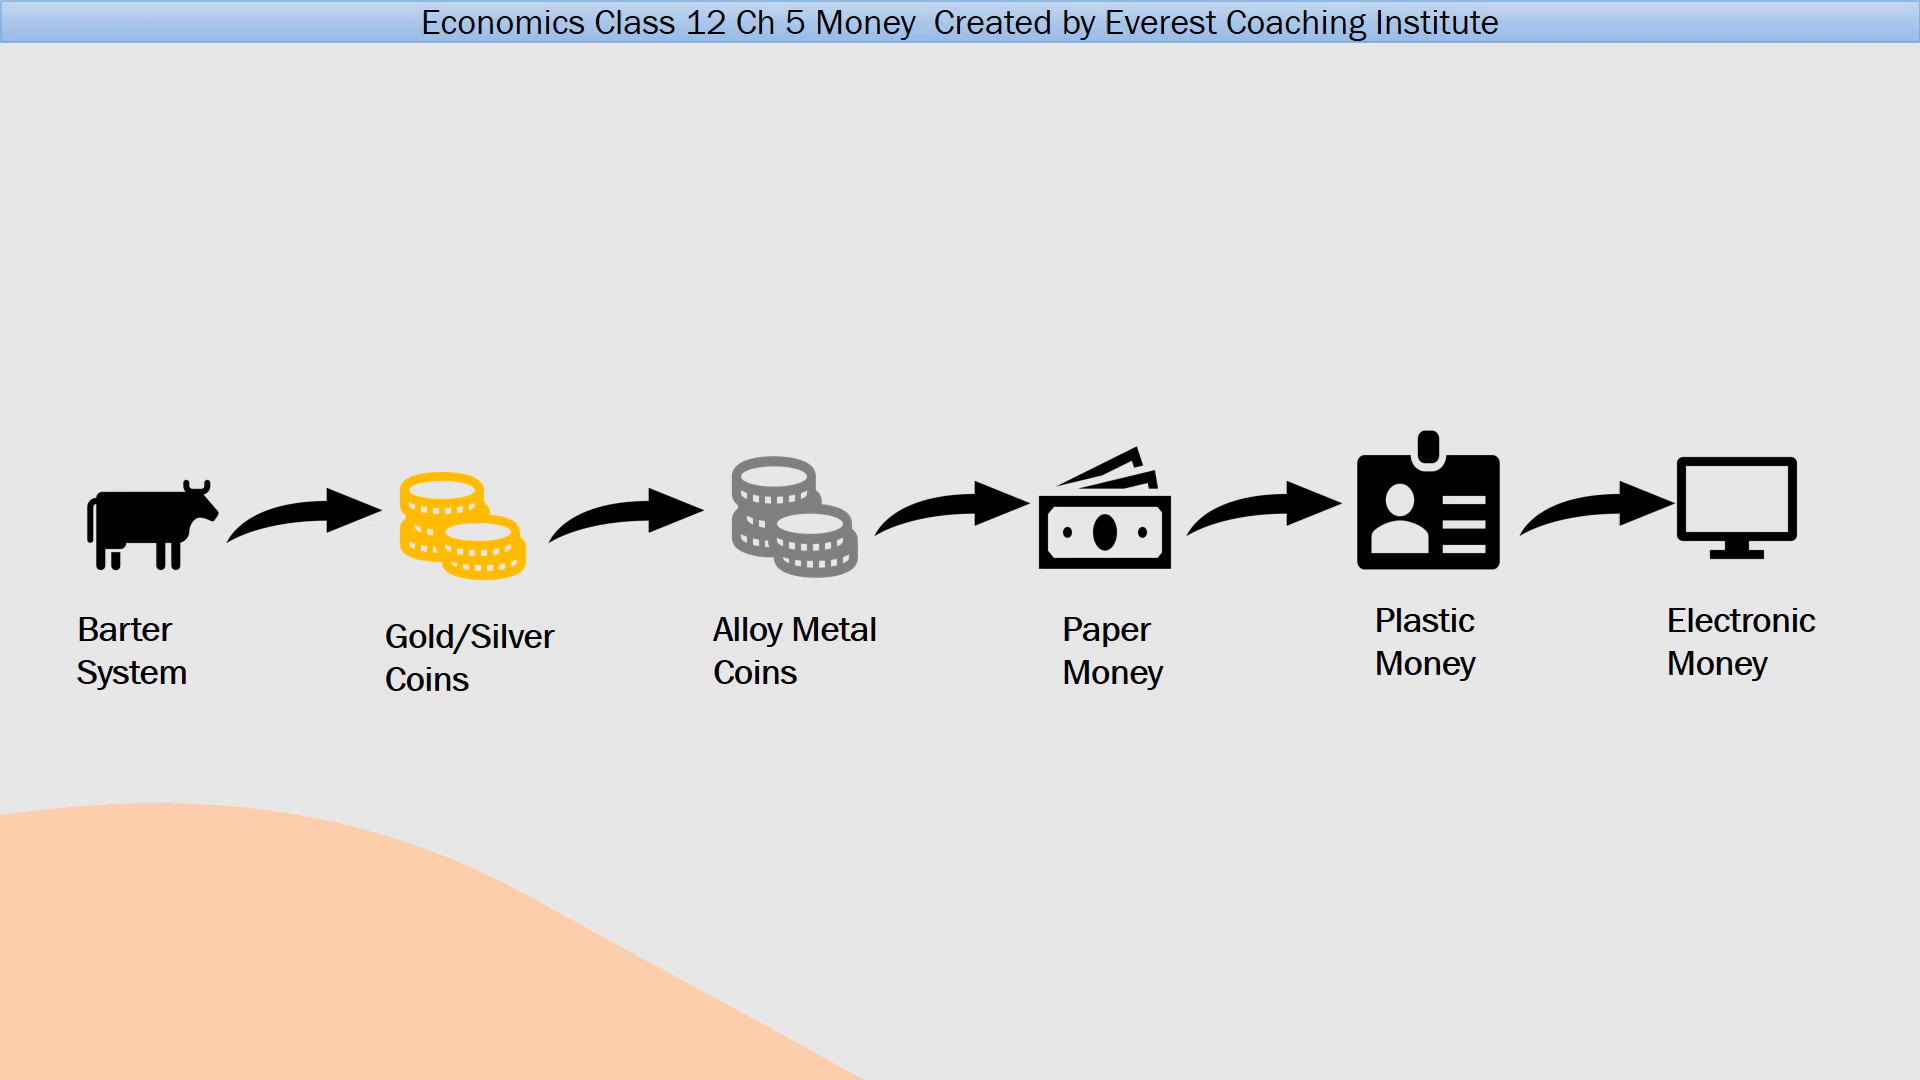 Economics Class 12 Ch 5 Money  Created by Everest Coaching Institute
Barter
System
Gold/Silver
Coins
Alloy Metal
Coins
Paper
Money
Plastic
Money
Electronic
Money